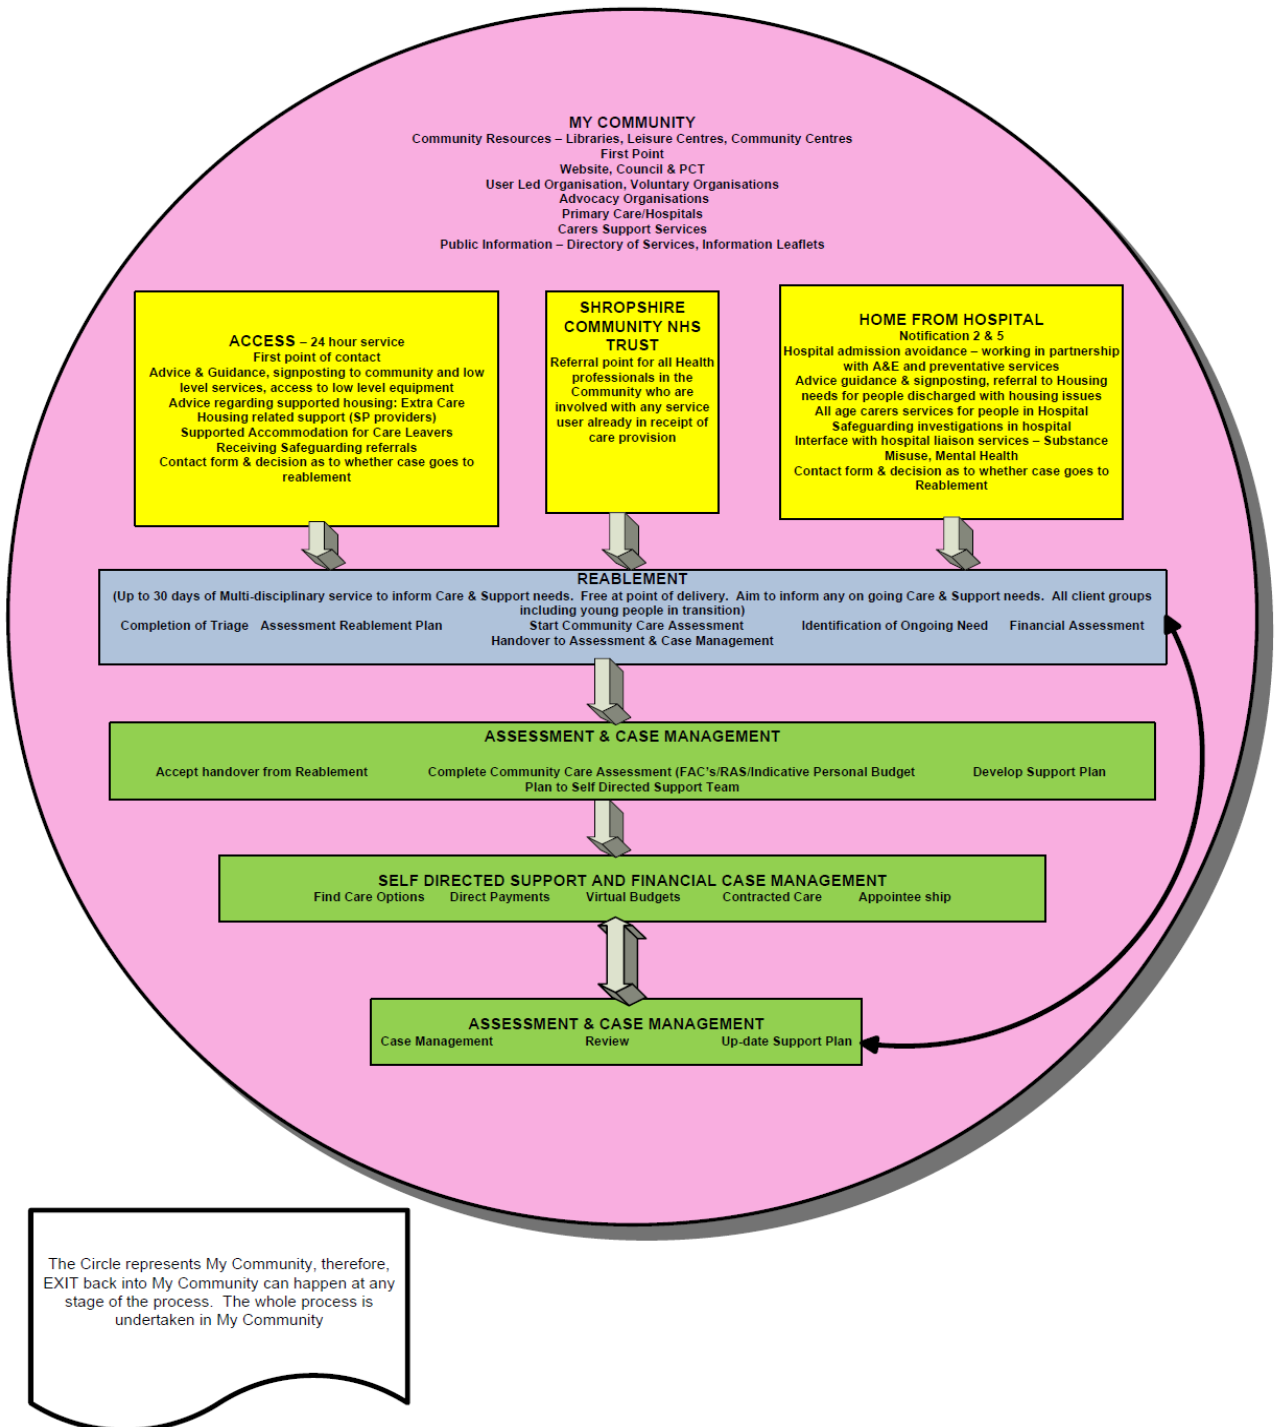 MY COMMUNITY
Community Resources – Libraries, Leisure Centres, Community Centres
First Point
Website, Council & PCT
User Led Organisation, Voluntary Organisations
Advocacy Organisations
Primary Care/Hospitals
Carers Support Services
Public Information – Directory of Services, Information Leaflets
ACCESS – 24 hour service
First point of contact
Advice & Guidance, signposting to community and low
level services, access to low level equipment
Advice regarding supported housing: Extra Care
Housing related support (SP providers)
Supported Accommodation for Care Leavers
Receiving Safeguarding referrals
Contact form & decision as to whether case goes to
reablement
SHROPSHIRE
COMMUNITY NHS
TRUST
Referral point for all Health
professionals in the
Community who are
involved with any service
user already in receipt of
care provision
HOME FROM HOSPITAL
Notification 2 & 5
Hospital admission avoidance – working in partnership
with A&E and preventative services
Advice guidance & signposting, referral to Housing
needs for people discharged with housing issues
All age carers services for people in Hospital
Safeguarding investigations in hospital
Interface with hospital liaison services – Substance
Misuse, Mental Health
Contact form & decision as to whether case goes to
Reablement
REABLEMENT
(Up to 30 days of Multi-disciplinary service to inform Care & Support needs.  Free at point of delivery.  Aim to inform any on going Care & Support needs.  All client groups
including young people in transition)
Completion of Triage   Assessment Reablement Plan   Start Community Care Assessment   Identification of Ongoing Need   Financial Assessment
Handover to Assessment & Case Management
ASSESSMENT & CASE MANAGEMENT
Accept handover from Reablement   Complete Community Care Assessment (FAC's/RAS/Indicative Personal Budget   Develop Support Plan
Plan to Self Directed Support Team
SELF DIRECTED SUPPORT AND FINANCIAL CASE MANAGEMENT
Find Care Options   Direct Payments   Virtual Budgets   Contracted Care   Appointee ship
ASSESSMENT & CASE MANAGEMENT
Case Management   Review   Up-date Support Plan
The Circle represents My Community, therefore,
EXIT back into My Community can happen at any
stage of the process.  The whole process is
undertaken in My Community